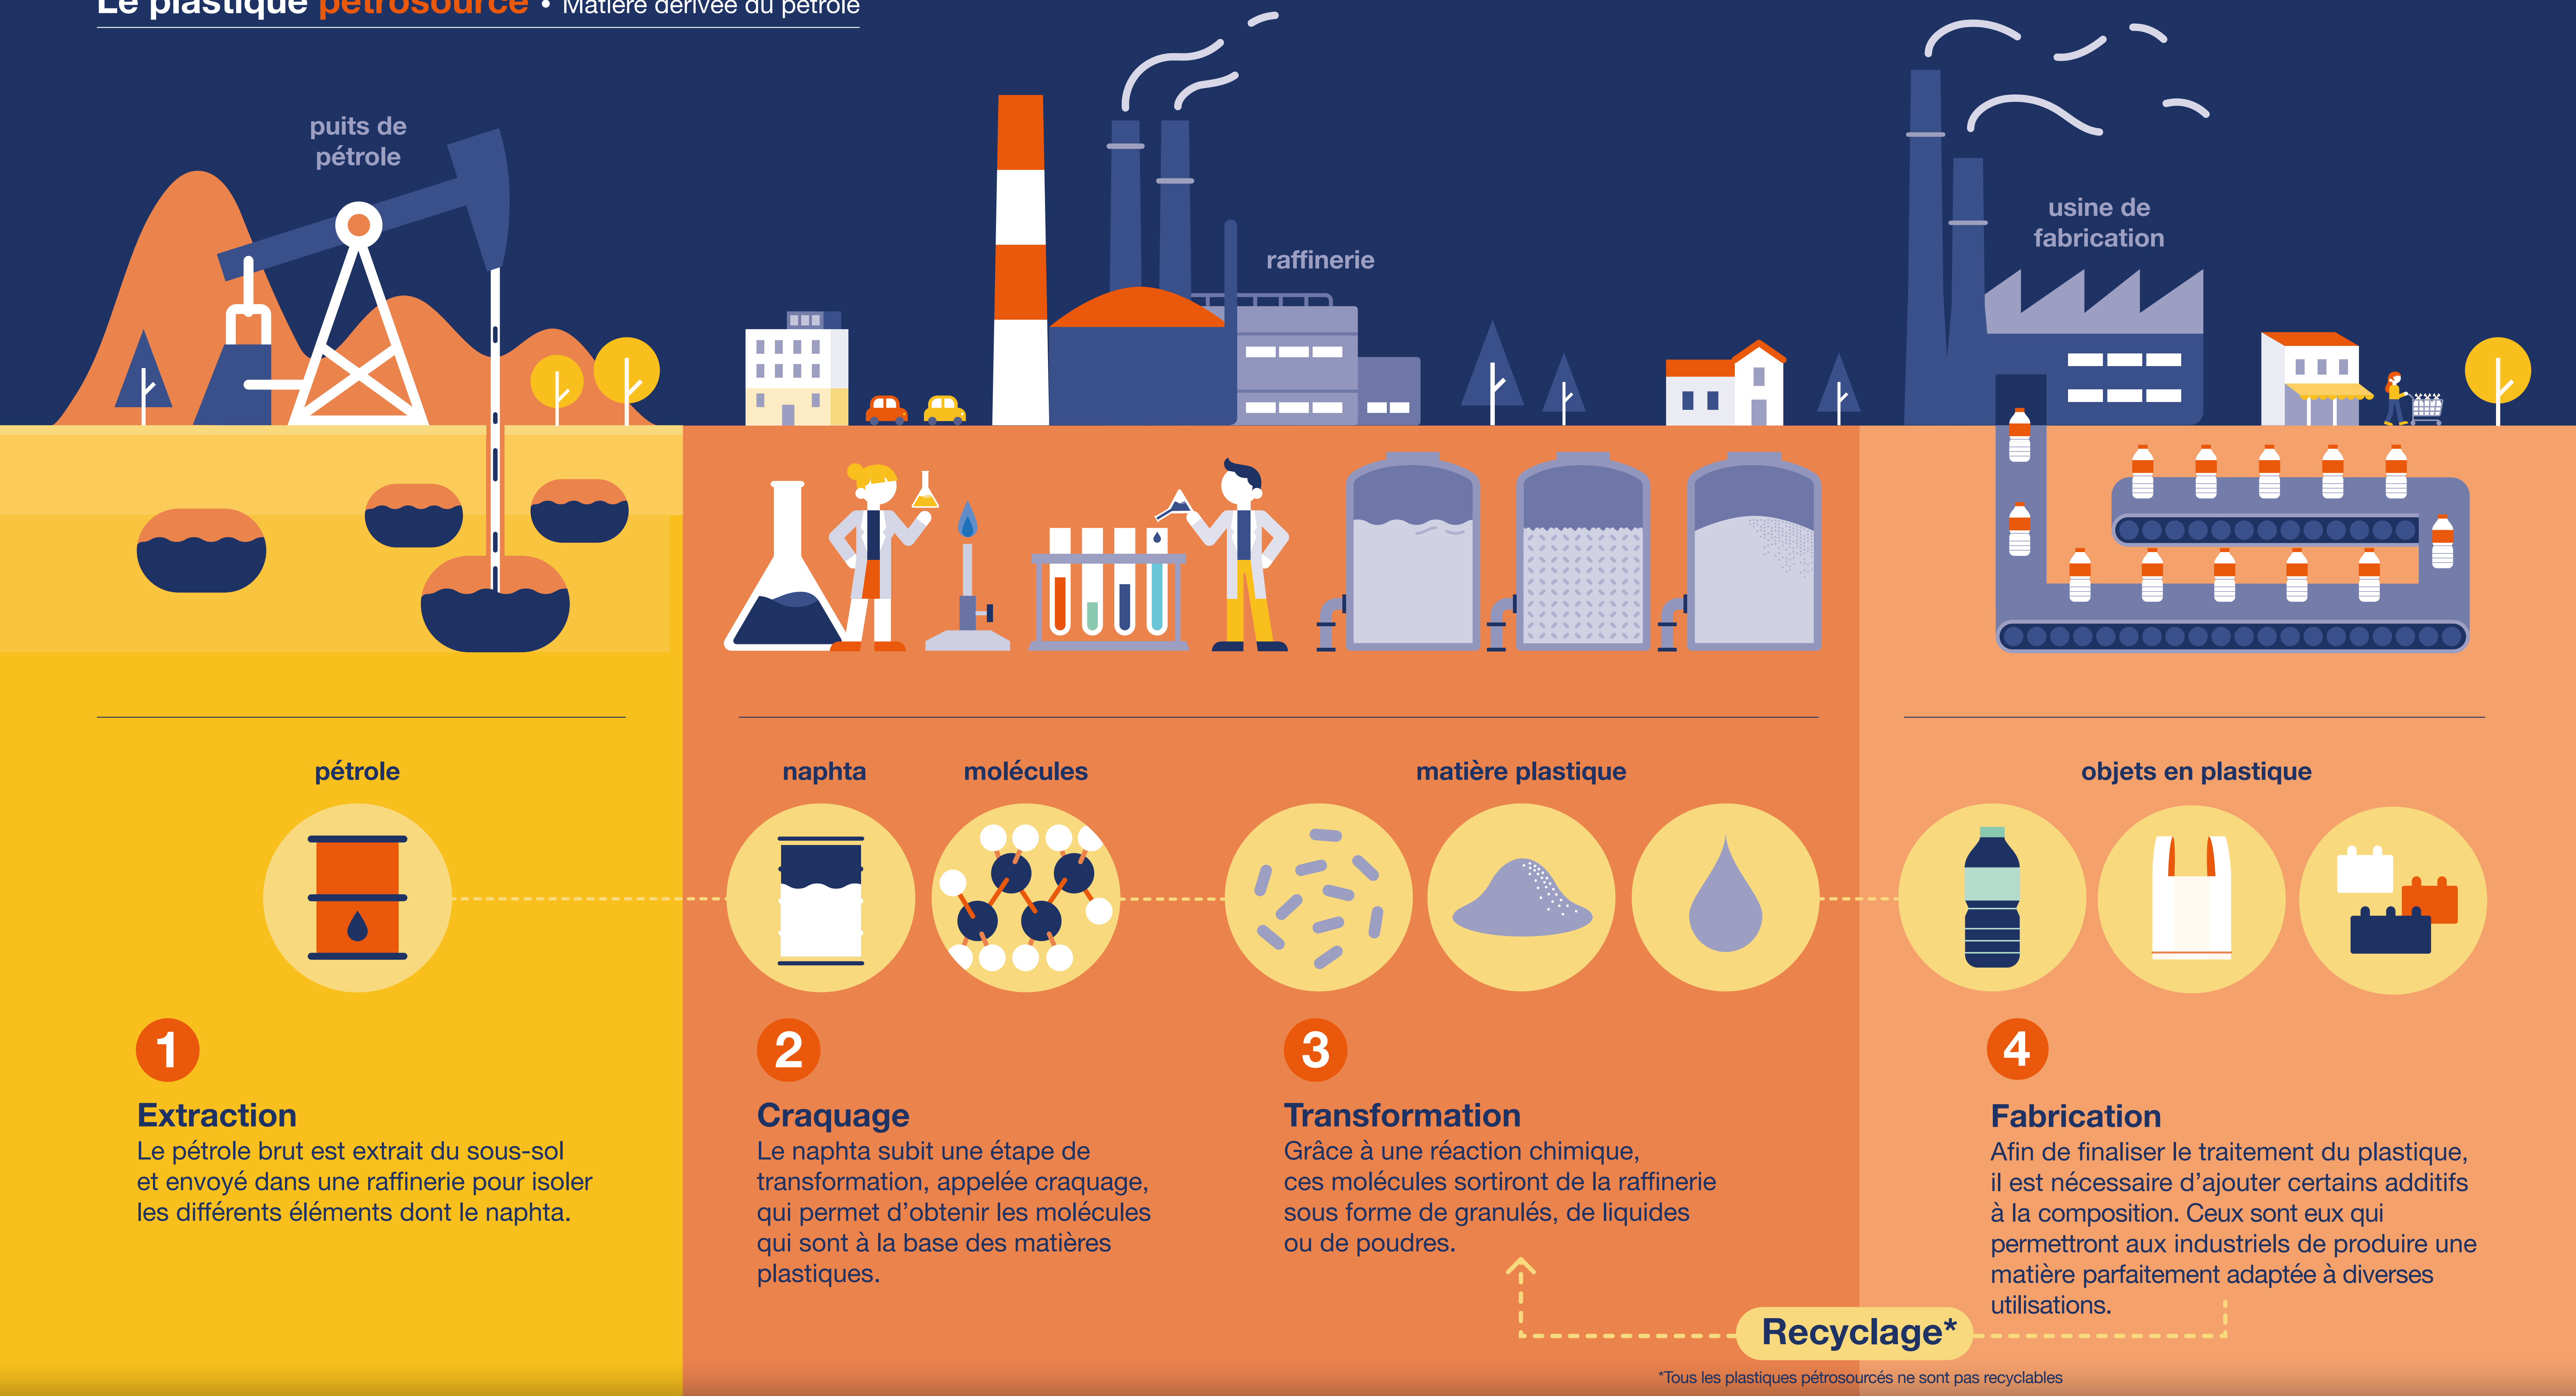 Le plastique pétrosourcé • Matière dérivée du pétrole
puits de
pétrole
raffinerie
usine de
fabrication
pétrole
naphta
molécules
matière plastique
objets en plastique
1
Extraction
Le pétrole brut est extrait du sous-sol
et envoyé dans une raffinerie pour isoler
les différents éléments dont le naphta.
2
Craquage
Le naphta subit une étape de
transformation, appelée craquage,
qui permet d’obtenir les molécules
qui sont à la base des matières
plastiques.
3
Transformation
Grâce à une réaction chimique,
ces molécules sortiront de la raffinerie
sous forme de granulés, de liquides
ou de poudres.
4
Fabrication
Afin de finaliser le traitement du plastique,
il est nécessaire d’ajouter certains additifs
à la composition. Ceux sont eux qui
permettront aux industriels de produire une
matière parfaitement adaptée à diverses
utilisations.
Recyclage*
*Tous les plastiques pétrosourcés ne sont pas recyclables